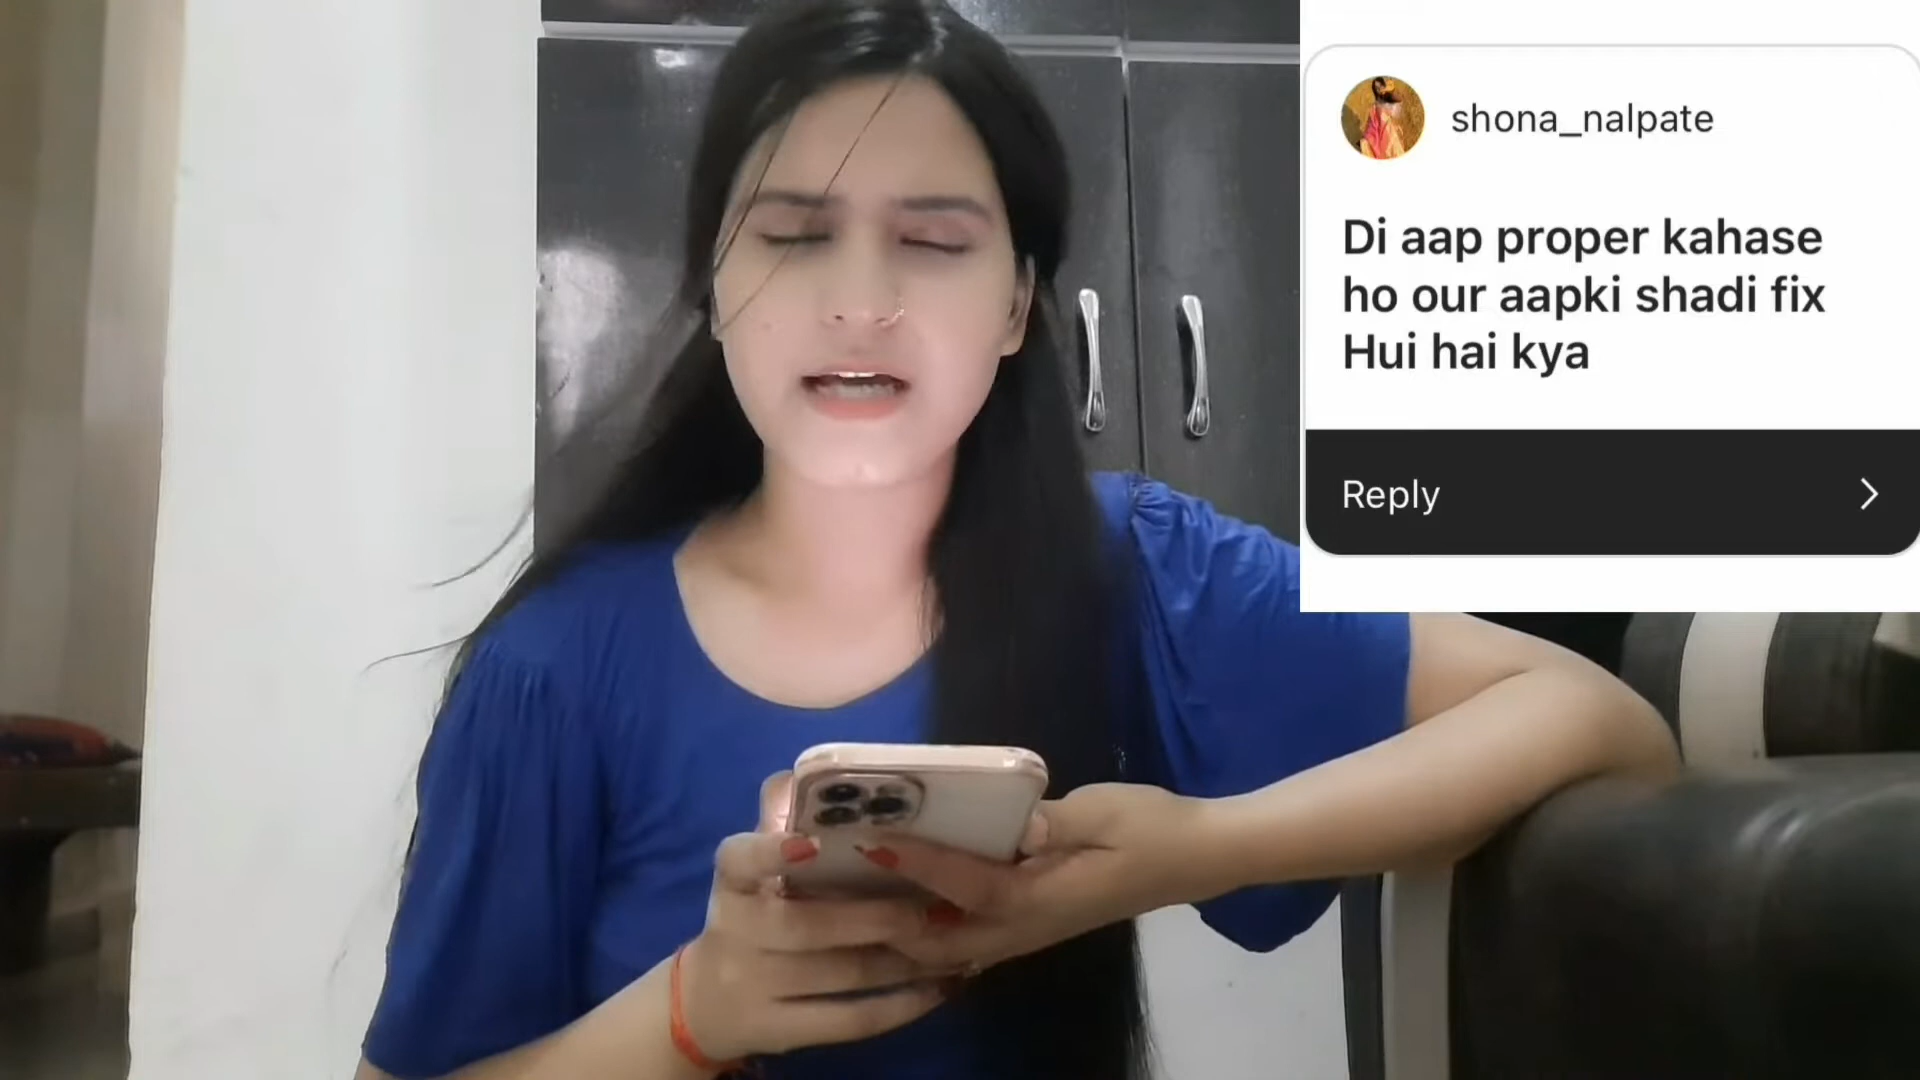 shona_nalpate
Di aap proper kahase
ho our aapki shadi fix
Hui hai kya
Reply